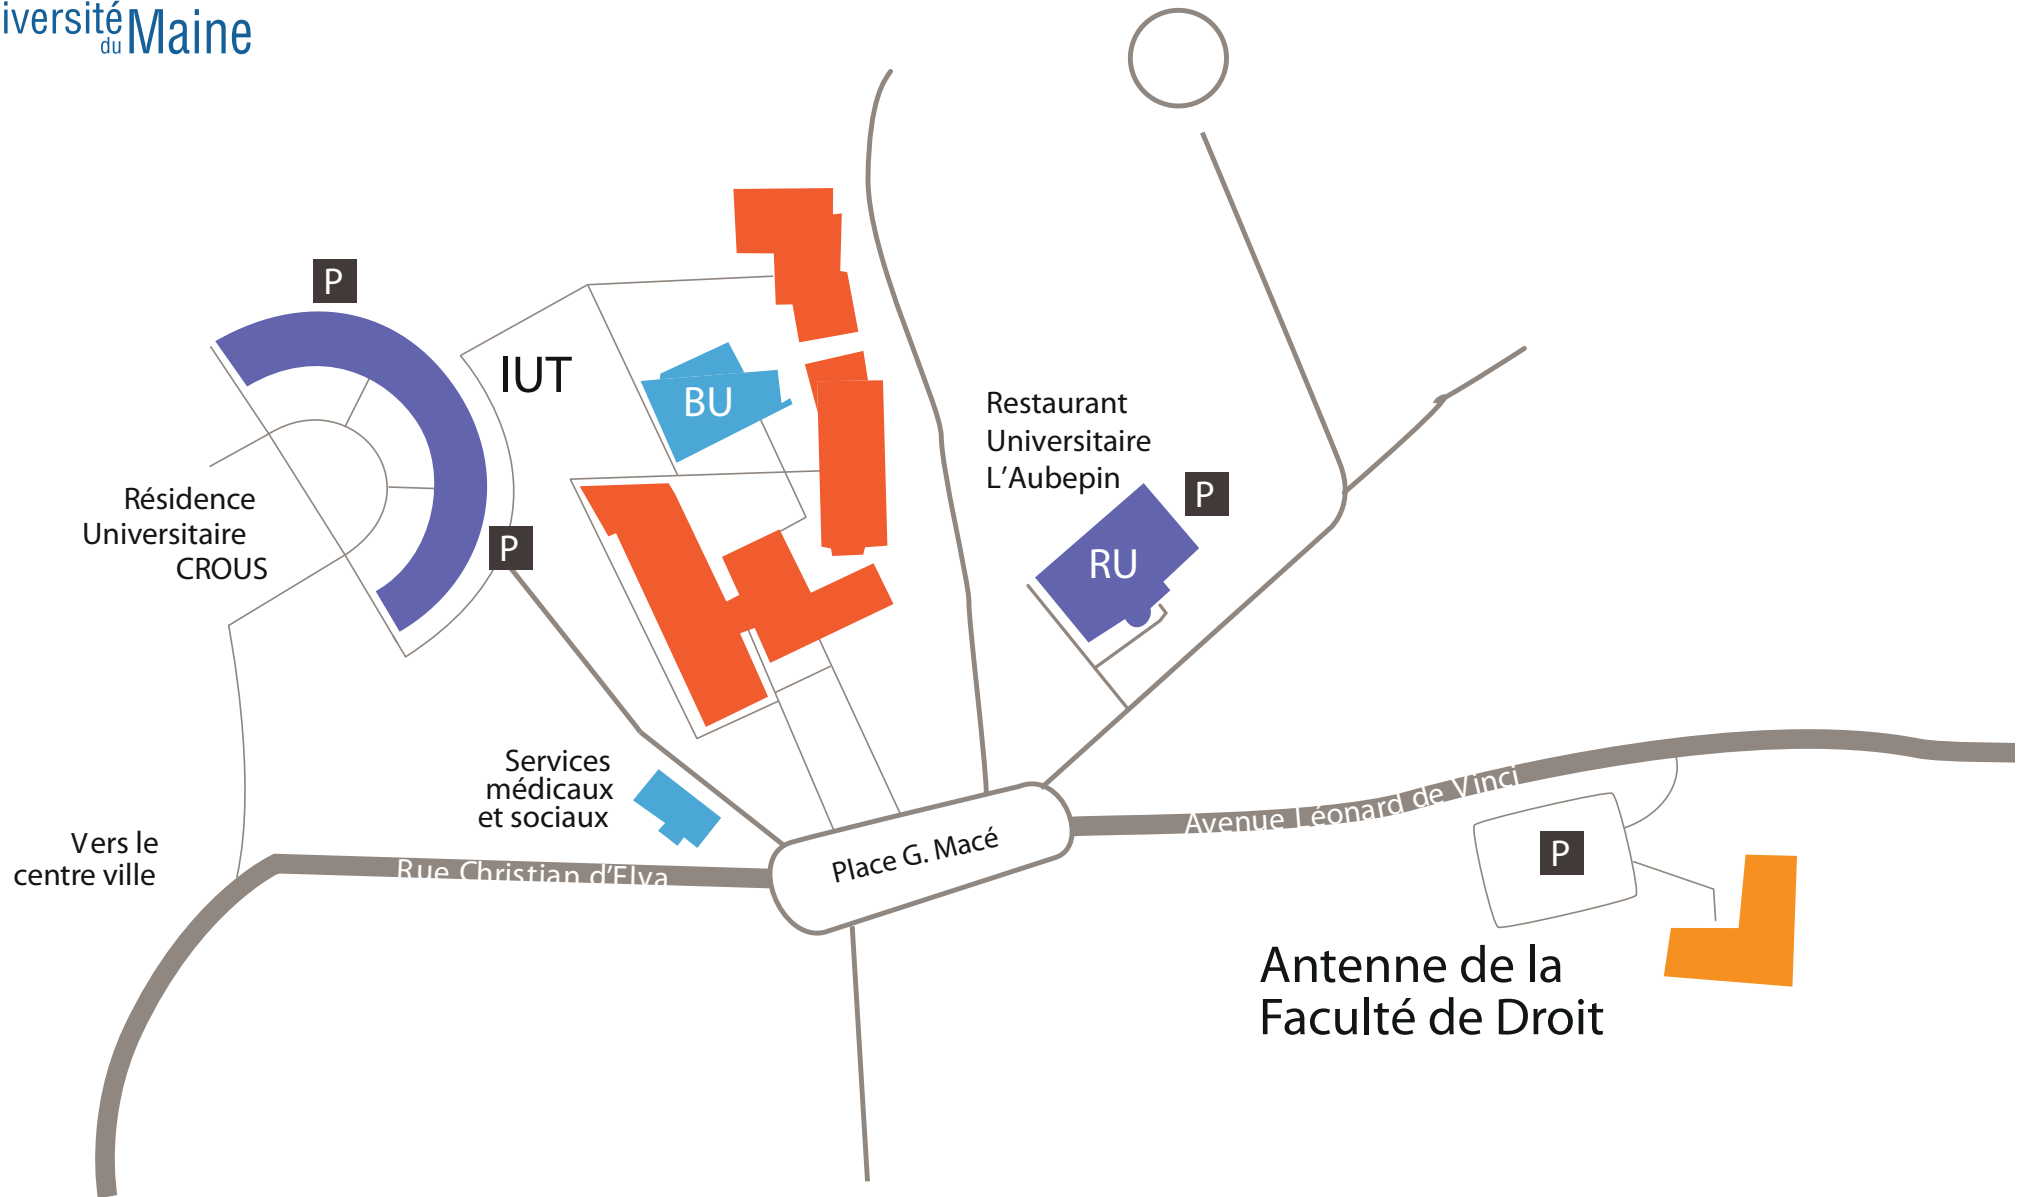 iversité
du Maine
P
IUT
BU
Restaurant
Universitaire
L'Aubepin
P
Résidence
Universitaire
CROUS
P
RU
Services
médicaux
et sociaux
Avenue Léonard de Vinci
Place G. Macé
Vers le
centre ville
Rue Christian d'Elva
P
Antenne de la
Faculté de Droit